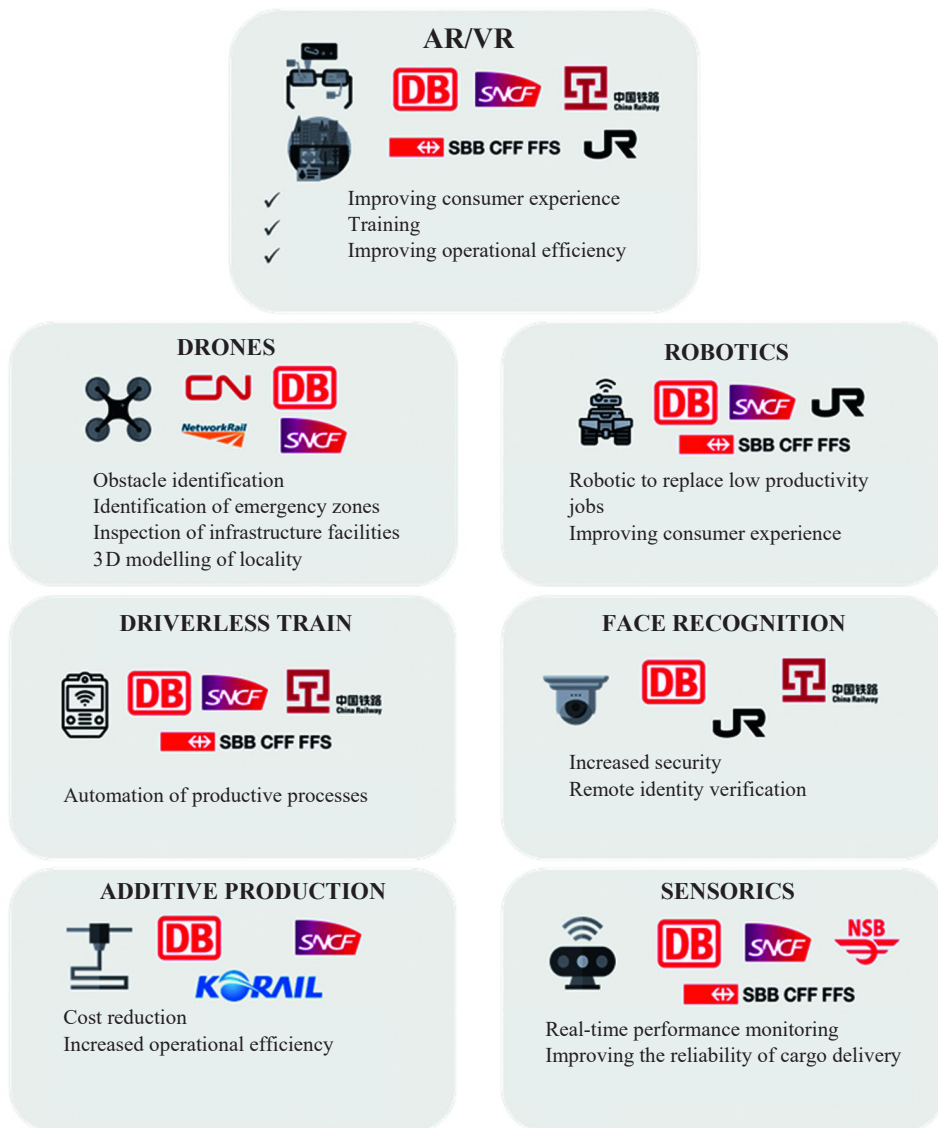 AR/VR
DB SNCF 中国铁路
China Railway
SBB CFF FFS JR
✓ Improving consumer experience
✓ Training
✓ Improving operational efficiency
DRONES
CN DB
NetworkRail SNCF
Obstacle identification
Identification of emergency zones
Inspection of infrastructure facilities
3D modelling of locality
ROBOTICS
DB SNCF JR
SBB CFF FFS
Robotic to replace low productivity
jobs
Improving consumer experience
DRIVERLESS TRAIN
DB SNCF 中国铁路
China Railway
SBB CFF FFS
Automation of productive processes
FACE RECOGNITION
DB 中国铁路
China Railway
JR
Increased security
Remote identity verification
ADDITIVE PRODUCTION
DB SNCF
KORAIL
Cost reduction
Increased operational efficiency
SENSORICS
DB SNCF NSB
SBB CFF FFS
Real-time performance monitoring
Improving the reliability of cargo delivery